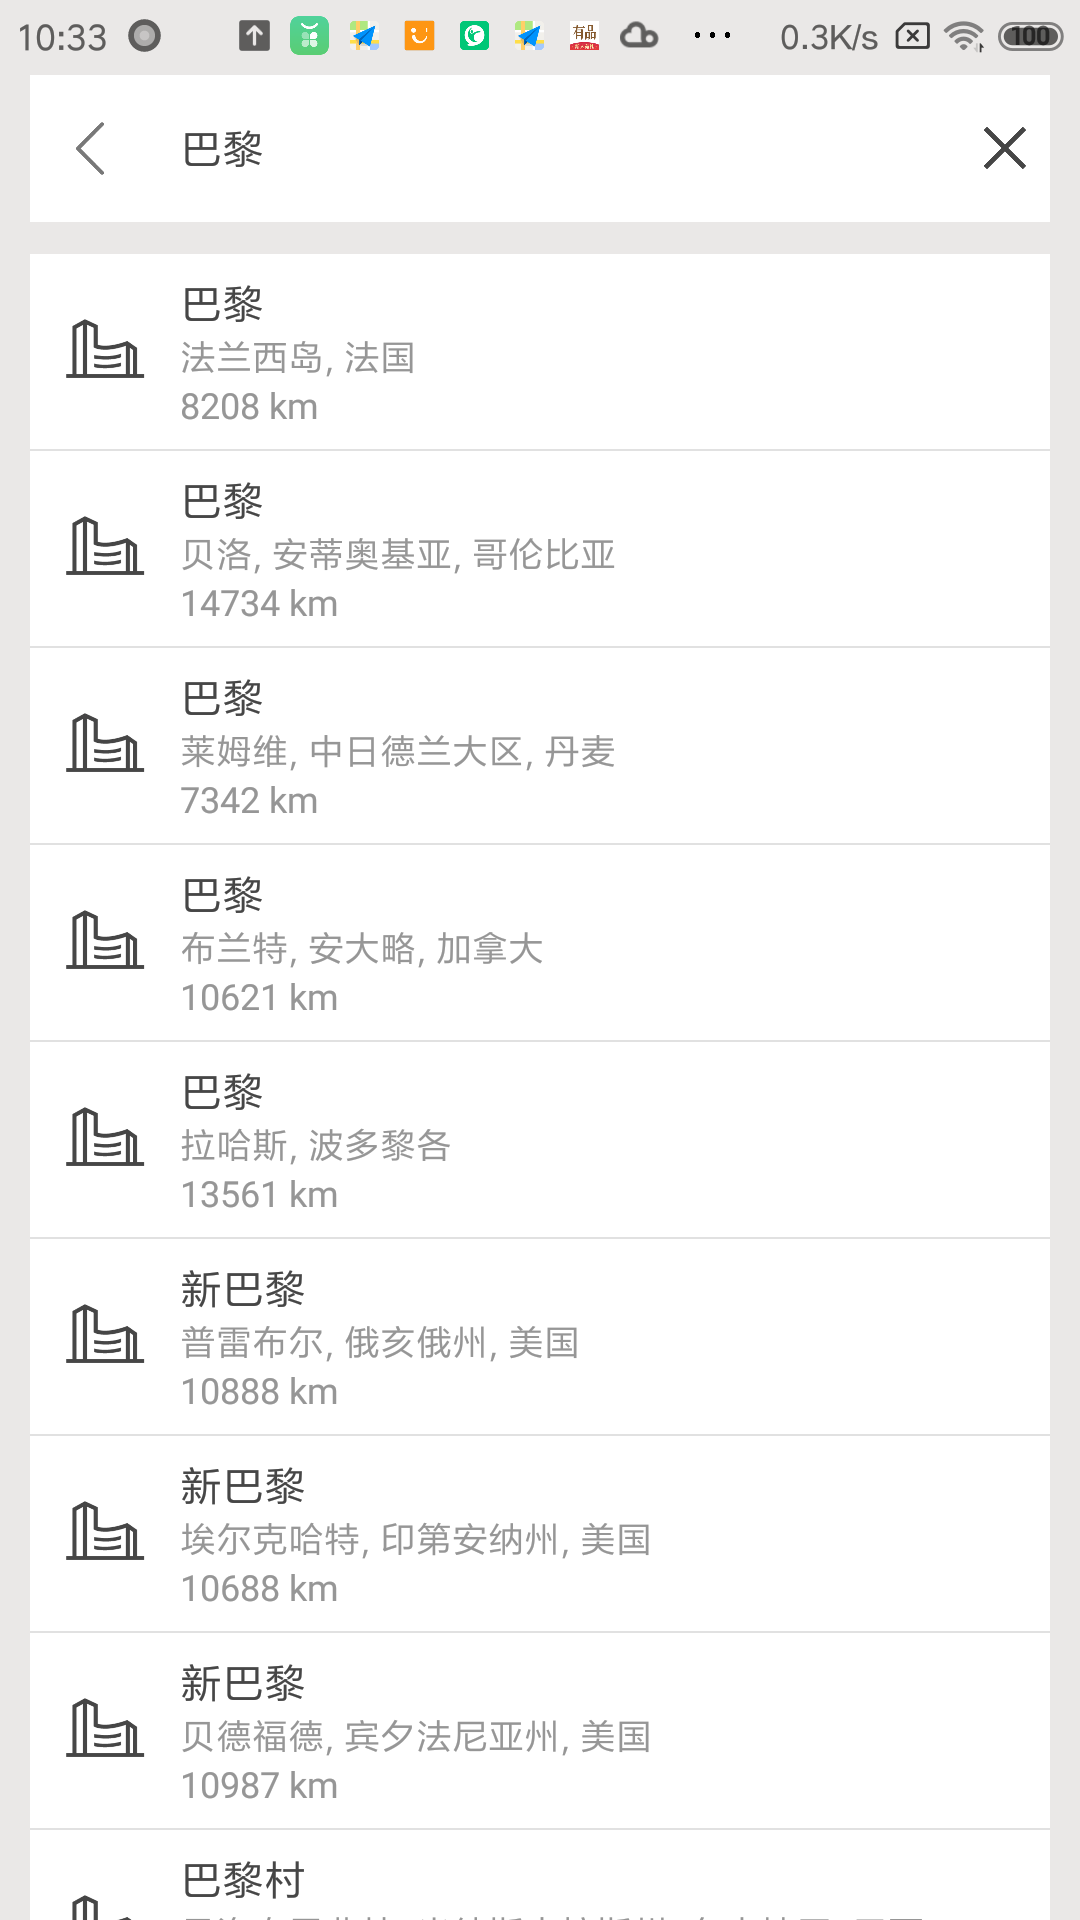 10:33
有品
0.3K/s
100
巴黎
巴黎
法兰西岛, 法国
8208 km
巴黎
贝洛, 安蒂奥基亚, 哥伦比亚
14734 km
巴黎
莱姆维, 中日德兰大区, 丹麦
7342 km
巴黎
布兰特, 安大略, 加拿大
10621 km
巴黎
拉哈斯, 波多黎各
13561 km
新巴黎
普雷布尔, 俄亥俄州, 美国
10888 km
新巴黎
埃尔克哈特, 印第安纳州, 美国
10688 km
新巴黎
贝德福德, 宾夕法尼亚州, 美国
10987 km
巴黎村